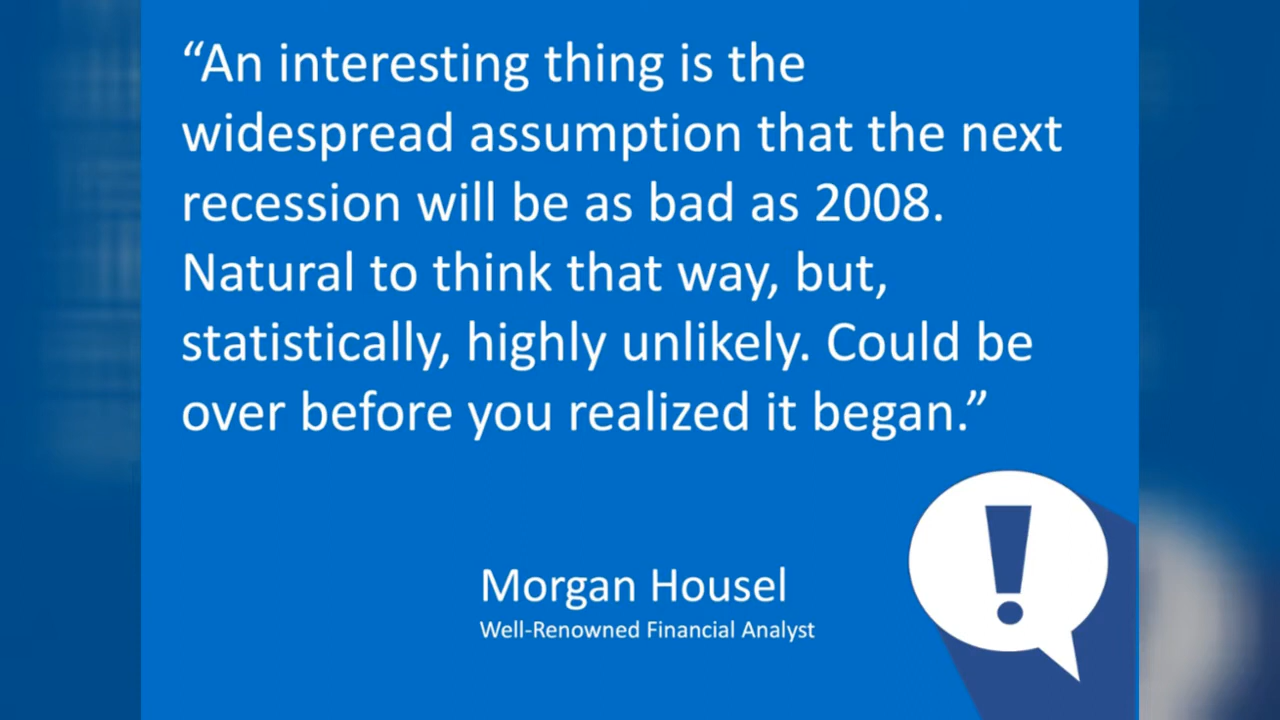 “An interesting thing is the
widespread assumption that the next
recession will be as bad as 2008.
Natural to think that way, but,
statistically, highly unlikely. Could be
over before you realized it began.”
Morgan Housel
Well-Renowned Financial Analyst